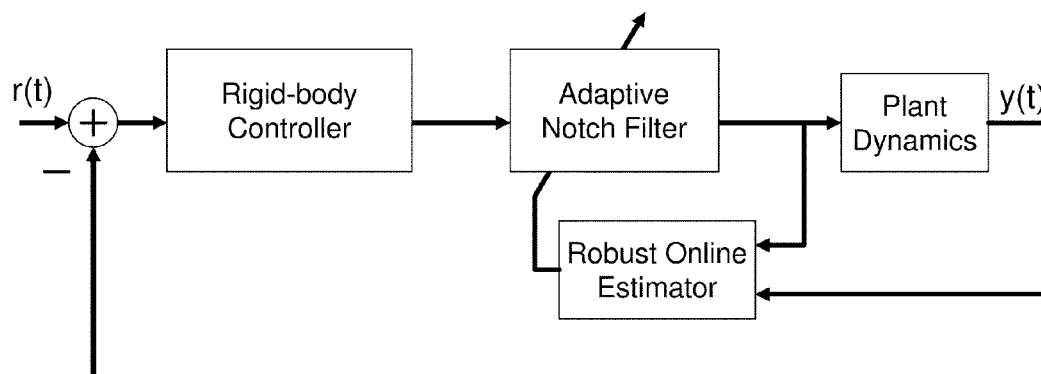 r(t)
+
−
Rigid-body
Controller
Adaptive
Notch Filter
Plant
Dynamics
y(t)
Robust Online
Estimator